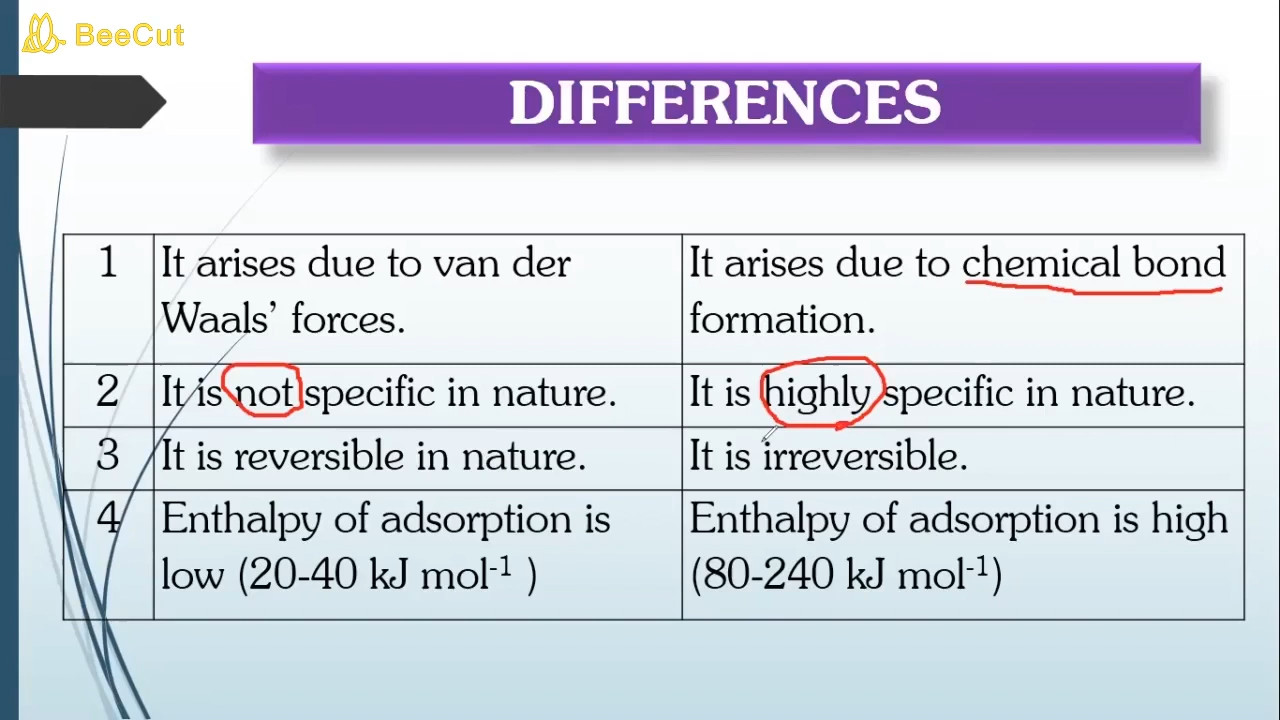 BeeCut
DIFFERENCES
1 It arises due to van der It arises due to chemical bond
Waals’ forces. formation.
2 It is not specific in nature. It is highly specific in nature.
3 It is reversible in nature. It is irreversible.
4 Enthalpy of adsorption is Enthalpy of adsorption is high
low (20-40 kJ mol⁻¹ ) (80-240 kJ mol⁻¹)